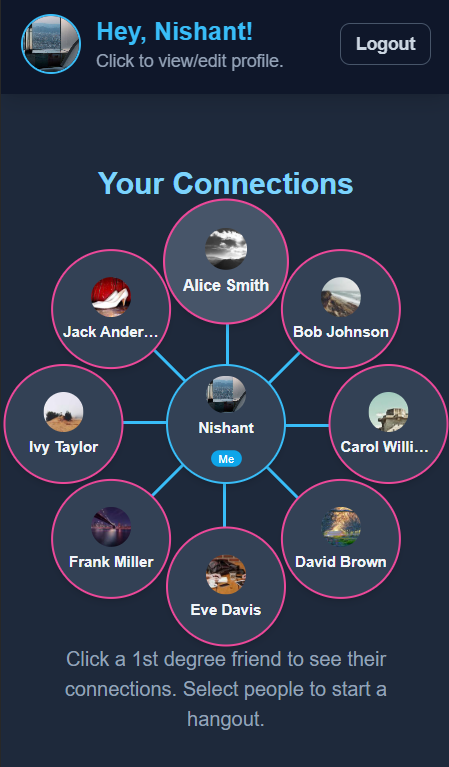 Hey, Nishant!
Click to view/edit profile.
Logout
Your Connections
Alice Smith
Jack Ander...
Bob Johnson
Nishant
Me
Ivy Taylor
Carol Willi...
Frank Miller
David Brown
Eve Davis
Click a 1st degree friend to see their
connections. Select people to start a
hangout.